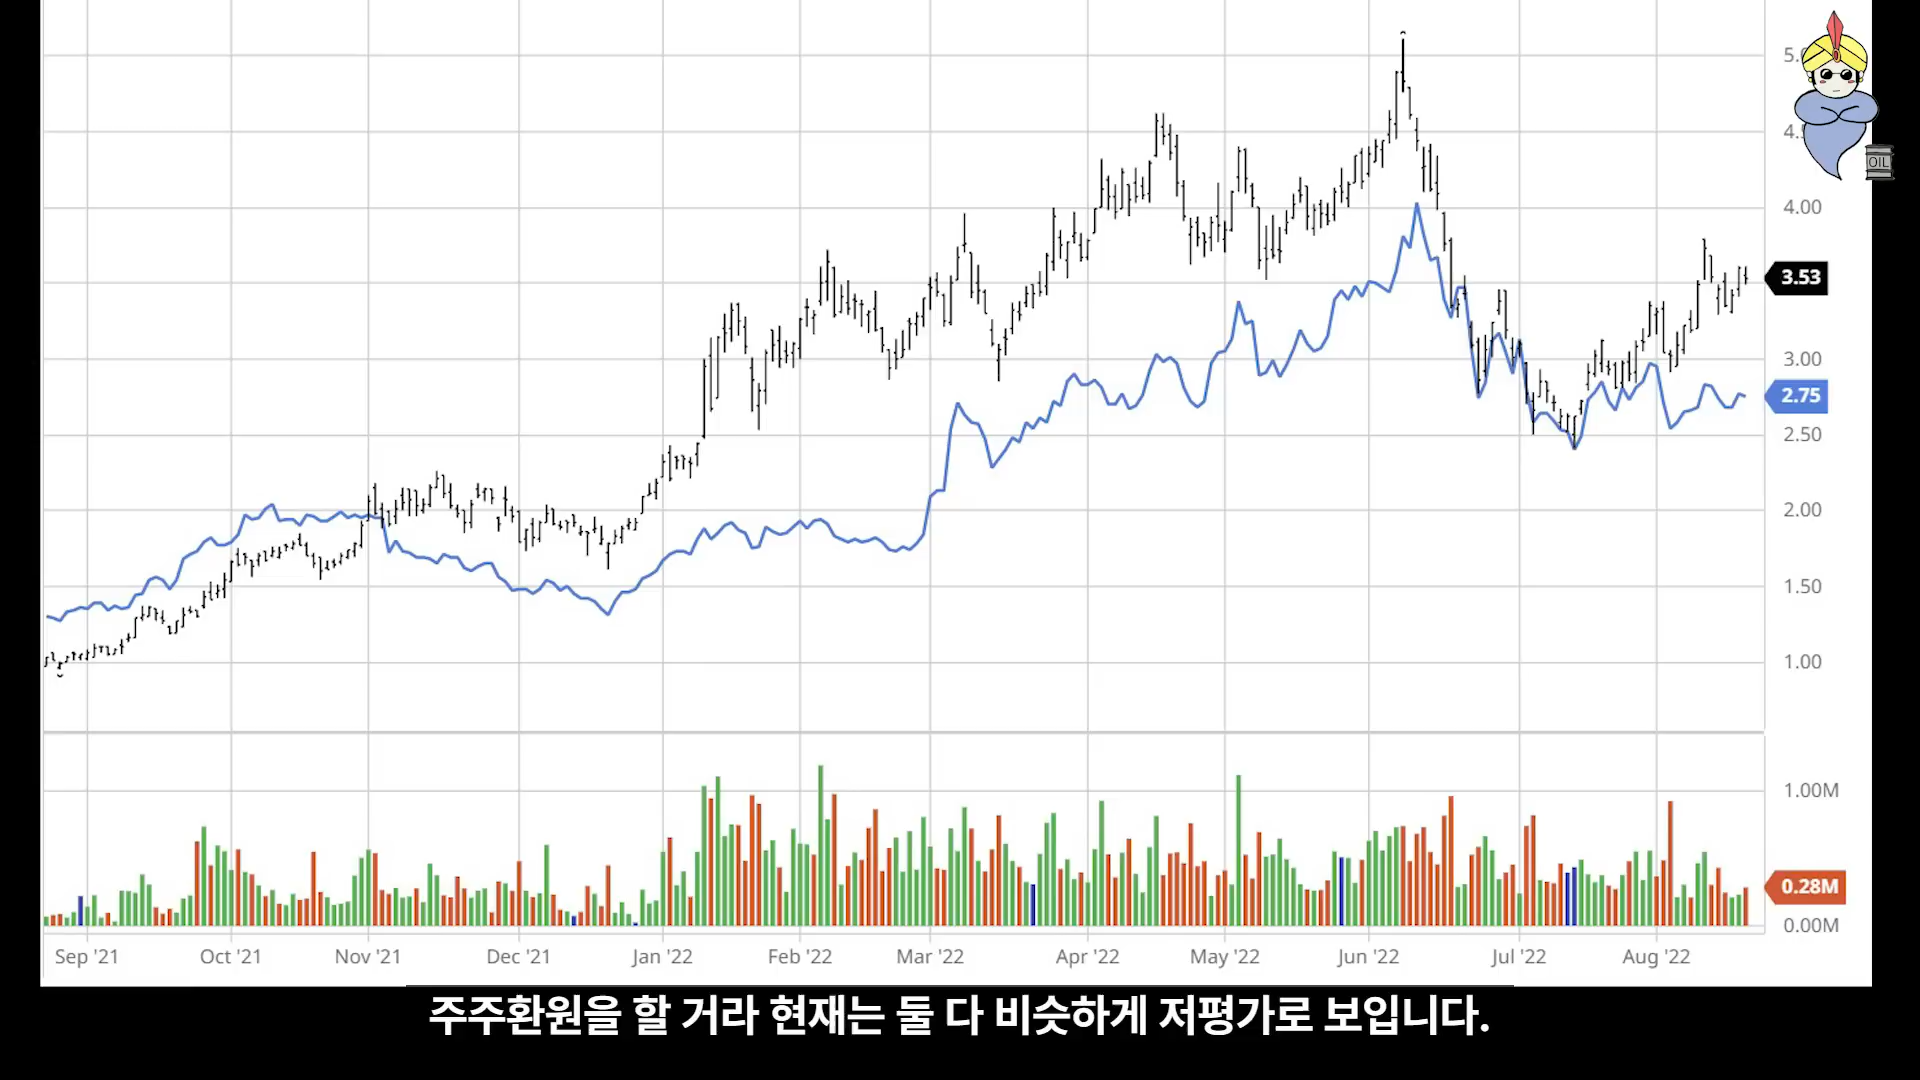 5.
OIL
4.
4.00
3.53
3.00
2.75
2.50
2.00
1.50
1.00
1.00M
0.28M
0.00M
Sep '21 Oct '21 Nov '21 Dec '21 Jan '22 Feb '22 Mar '22 Apr '22 May '22 Jun '22 Jul '22 Aug '22
주주환원을 할 거라 현재는 둘 다 비슷하게 저평가로 보입니다.